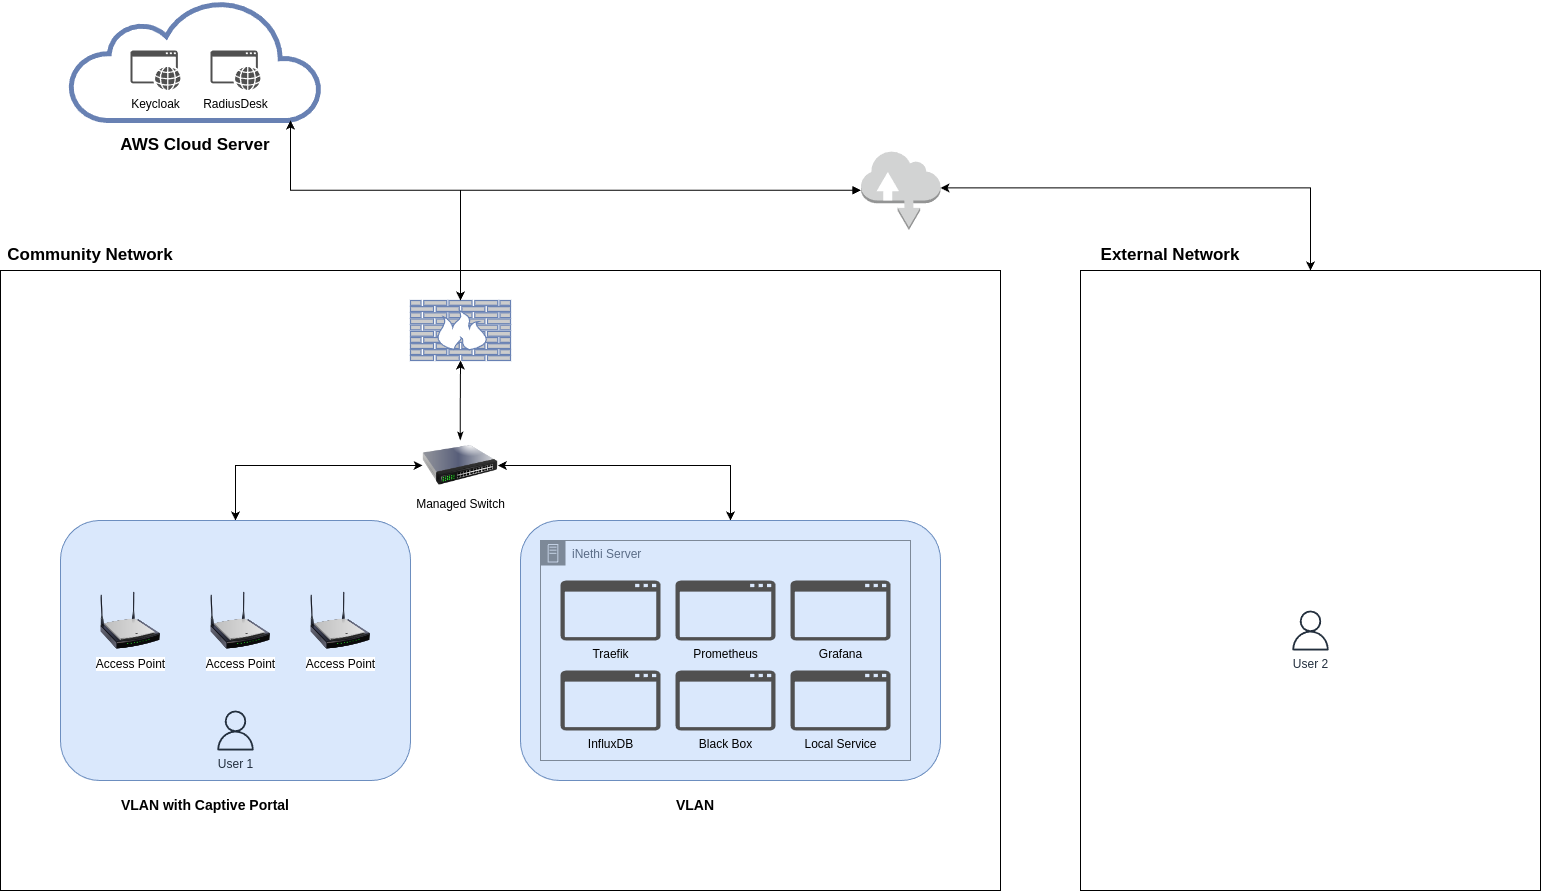 Keycloak
RadiusDesk
AWS Cloud Server
Community Network
External Network
Managed Switch
iNethi Server
Traefik
Prometheus
Grafana
Access Point
Access Point
Access Point
User 2
InfluxDB
Black Box
Local Service
User 1
VLAN with Captive Portal
VLAN